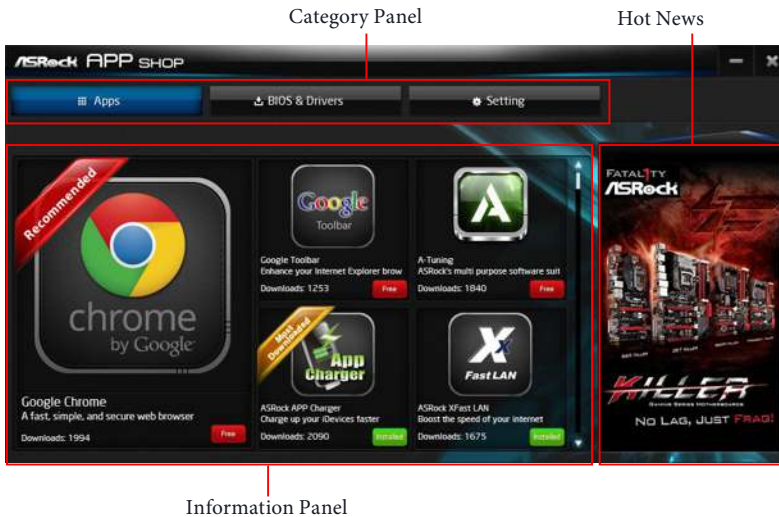 Category Panel
Hot News
ASRock APP SHOP
Apps
BIOS & Drivers
Setting
Recommended
chrome
by Google
Google Chrome
A fast, simple, and secure web browser
Downloads: 1994
Free
Google
Toolbar
Google Toolbar
Enhance your Internet Explorer brow
Downloads: 1253
Free
A-Tuning
ASRock's multi purpose software suit
Downloads: 1840
Free
Most
Downloaded
App
Charger
ASRock APP Charger
Charge up your iDevices faster
Downloads: 2090
Installed
X
Fast LAN
ASRock XFast LAN
Boost the speed of your internet
Downloads: 1675
Installed
FATAL1TY
ASRock
KILLER
GAMING SERIES MOTHERBOARDS
NO LAG, JUST FRAG!
Information Panel